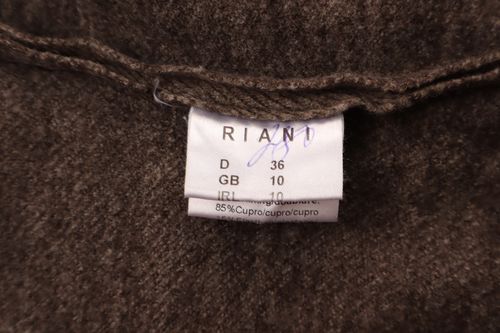 RIANI
D 36
GB 10
IRL 10
85%Cupro/cupro/cupro